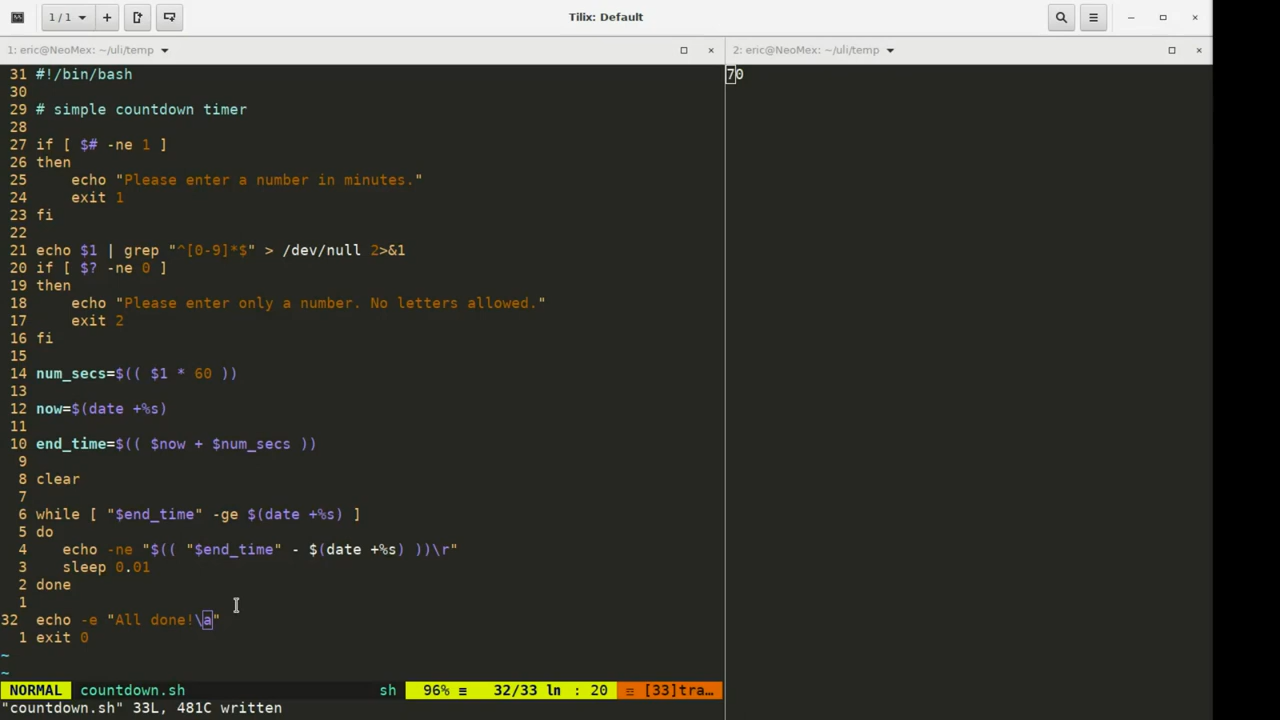 1 / 1
Tilix: Default
1: eric@NeoMex: ~/uli/temp
2: eric@NeoMex: ~/uli/temp
31 #!/bin/bash
30
29 # simple countdown timer
28
27 if [ $# -ne 1 ]
26 then
25     echo "Please enter a number in minutes."
24     exit 1
23 fi
22
21 echo $1 | grep "^[0-9]*$" > /dev/null 2>&1
20 if [ $? -ne 0 ]
19 then
18     echo "Please enter only a number. No letters allowed."
17     exit 2
16 fi
15
14 num_secs=$(( $1 * 60 ))
13
12 now=$(date +%s)
11
10 end_time=$(( $now + $num_secs ))
9
8 clear
7
6 while [ "$end_time" -ge $(date +%s) ]
5 do
4    echo -ne "$(( "$end_time" - $(date +%s) ))\r"
3    sleep 0.01
2 done
1
32 echo -e "All done!\a"
1 exit 0
~
~
NORMAL countdown.sh sh 96% ≡ 32/33 ln : 20 ≡ [33]tra…
"countdown.sh" 33L, 481C written
70